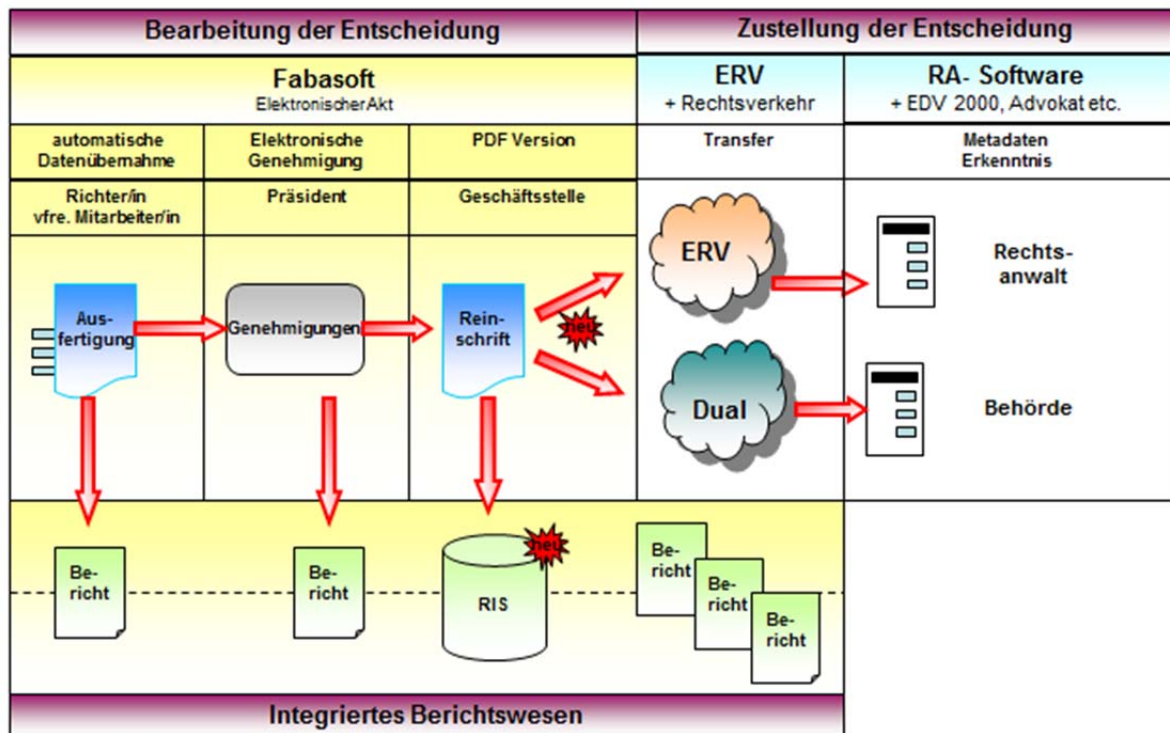 Bearbeitung der Entscheidung
Zustellung der Entscheidung
Fabasoft
ElektronischerAkt
ERV
+ Rechtsverkehr
RA- Software
+ EDV 2000, Advokat etc.
automatische
Datenübernahme
Elektronische
Genehmigung
PDF Version
Transfer
Metadaten
Erkenntnis
Richter/in
vfre. Mitarbeiter/in
Präsident
Geschäftsstelle
Aus-
fertigung
Genehmigungen
Rein-
schrift
neu
ERV
Dual
Rechts-
anwalt
Behörde
Be-
richt
Be-
richt
RIS
neu
Be-
richt
Be-
richt
Be-
richt
Integriertes Berichtswesen